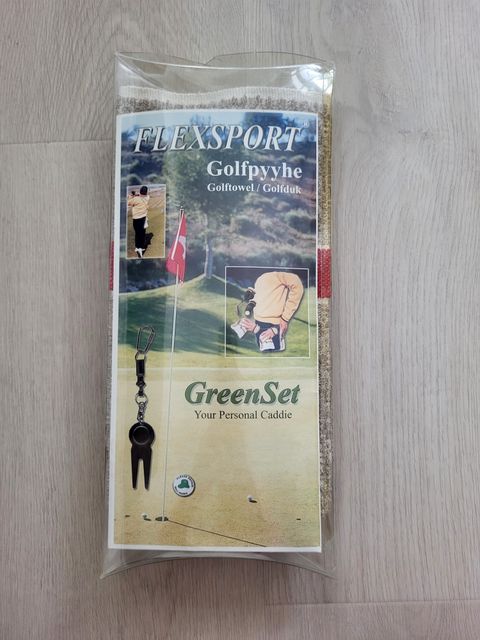 FLEXSPORT®
Golfpyyhe
Golftowel / Golfduk
GreenSet
Your Personal Caddie